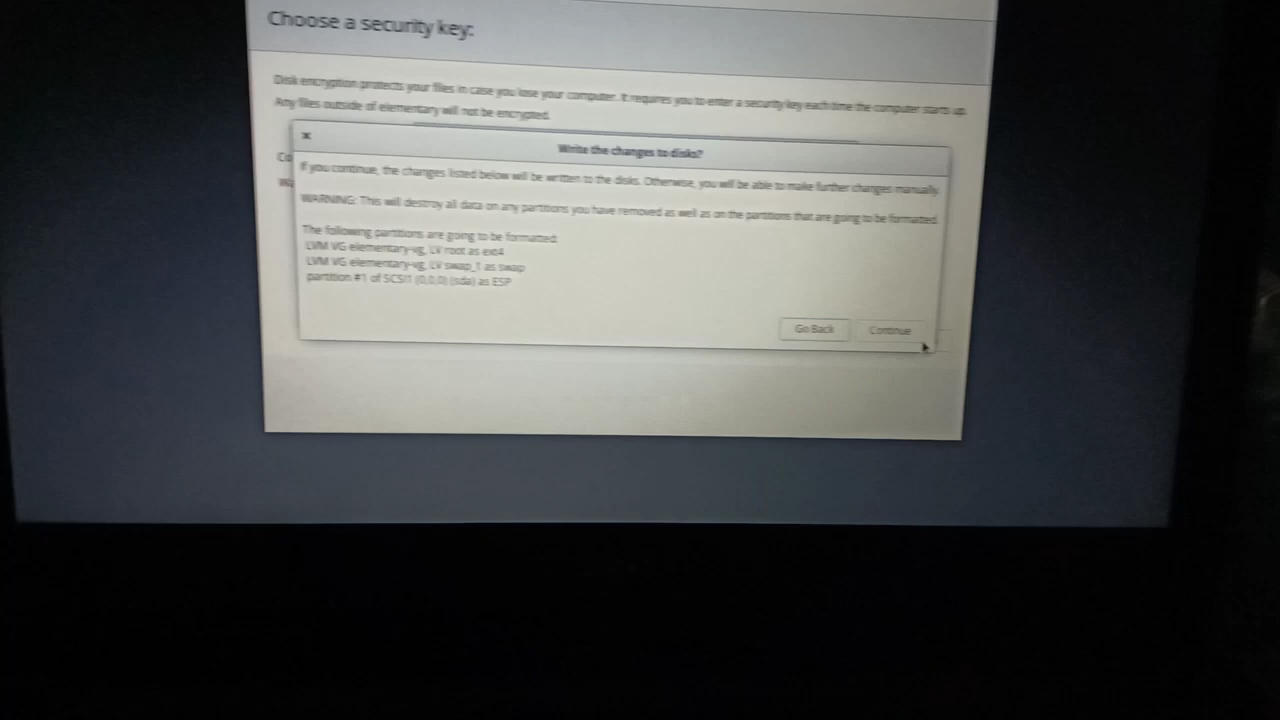 Choose a security key:
Disk encryption protects your files in case you lose your computer. It requires you to enter a security key each time the computer starts up.
Any files outside of elementary will not be encrypted.
Write the changes to disks?
Co
If you continue, the changes listed below will be written to the disks. Otherwise, you will be able to make further changes manually.
WARNING: This will destroy all data on any partitions you have removed as well as on the partitions that are going to be formatted.
The following partitions are going to be formatted:
LVM VG elementary-vg, LV root as ext4
LVM VG elementary-vg, LV swap_1 as swap
partition #1 of SCSI1 (0,0,0) (sda) as ESP
Go Back
Continue